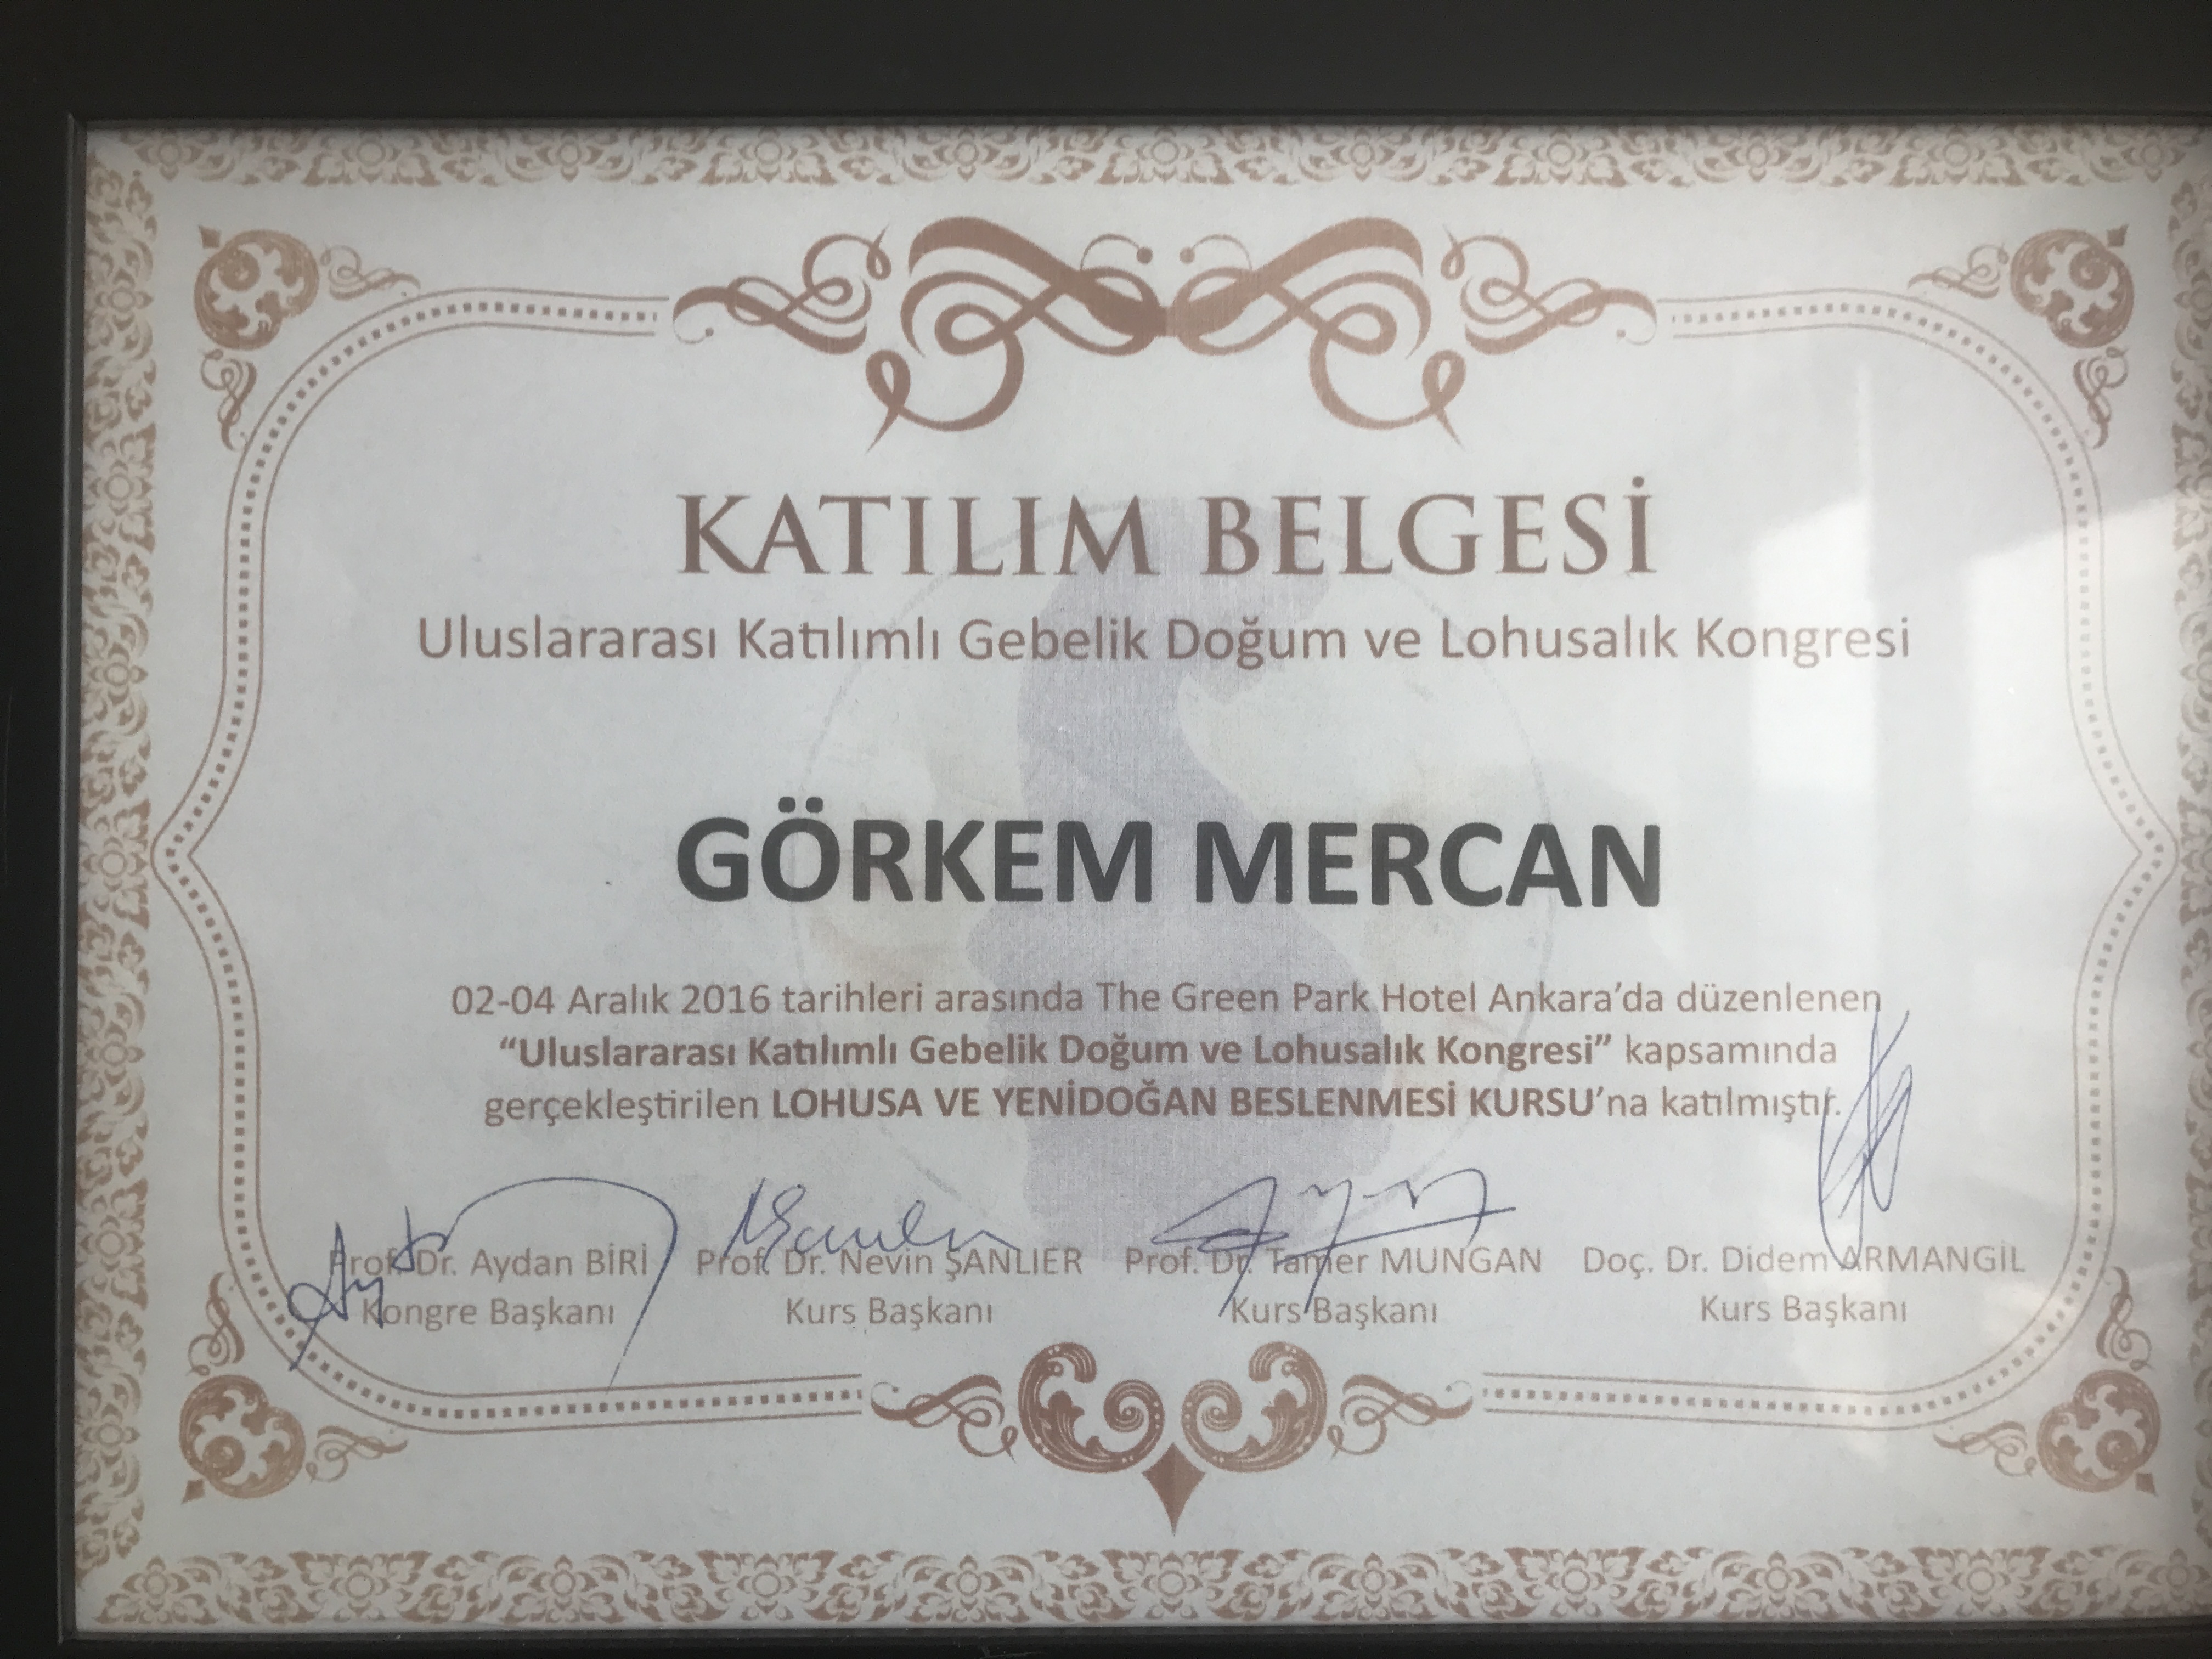 KATILIM BELGESİ
Uluslararası Katılımlı Gebelik Doğum ve Lohusalık Kongresi
GÖRKEM MERCAN
02-04 Aralık 2016 tarihleri arasında The Green Park Hotel Ankara’da düzenlenen
“Uluslararası Katılımlı Gebelik Doğum ve Lohusalık Kongresi” kapsamında
gerçekleştirilen LOHUSA VE YENİDOĞAN BESLENMESİ KURSU’na katılmıştır.
Prof. Dr. Aydan BİRİ Prof. Dr. Nevin ŞANLIER Prof. Dr. Tamer MUNGAN Doç. Dr. Didem ARMANGİL
Kongre Başkanı Kurs Başkanı Kurs Başkanı Kurs Başkanı